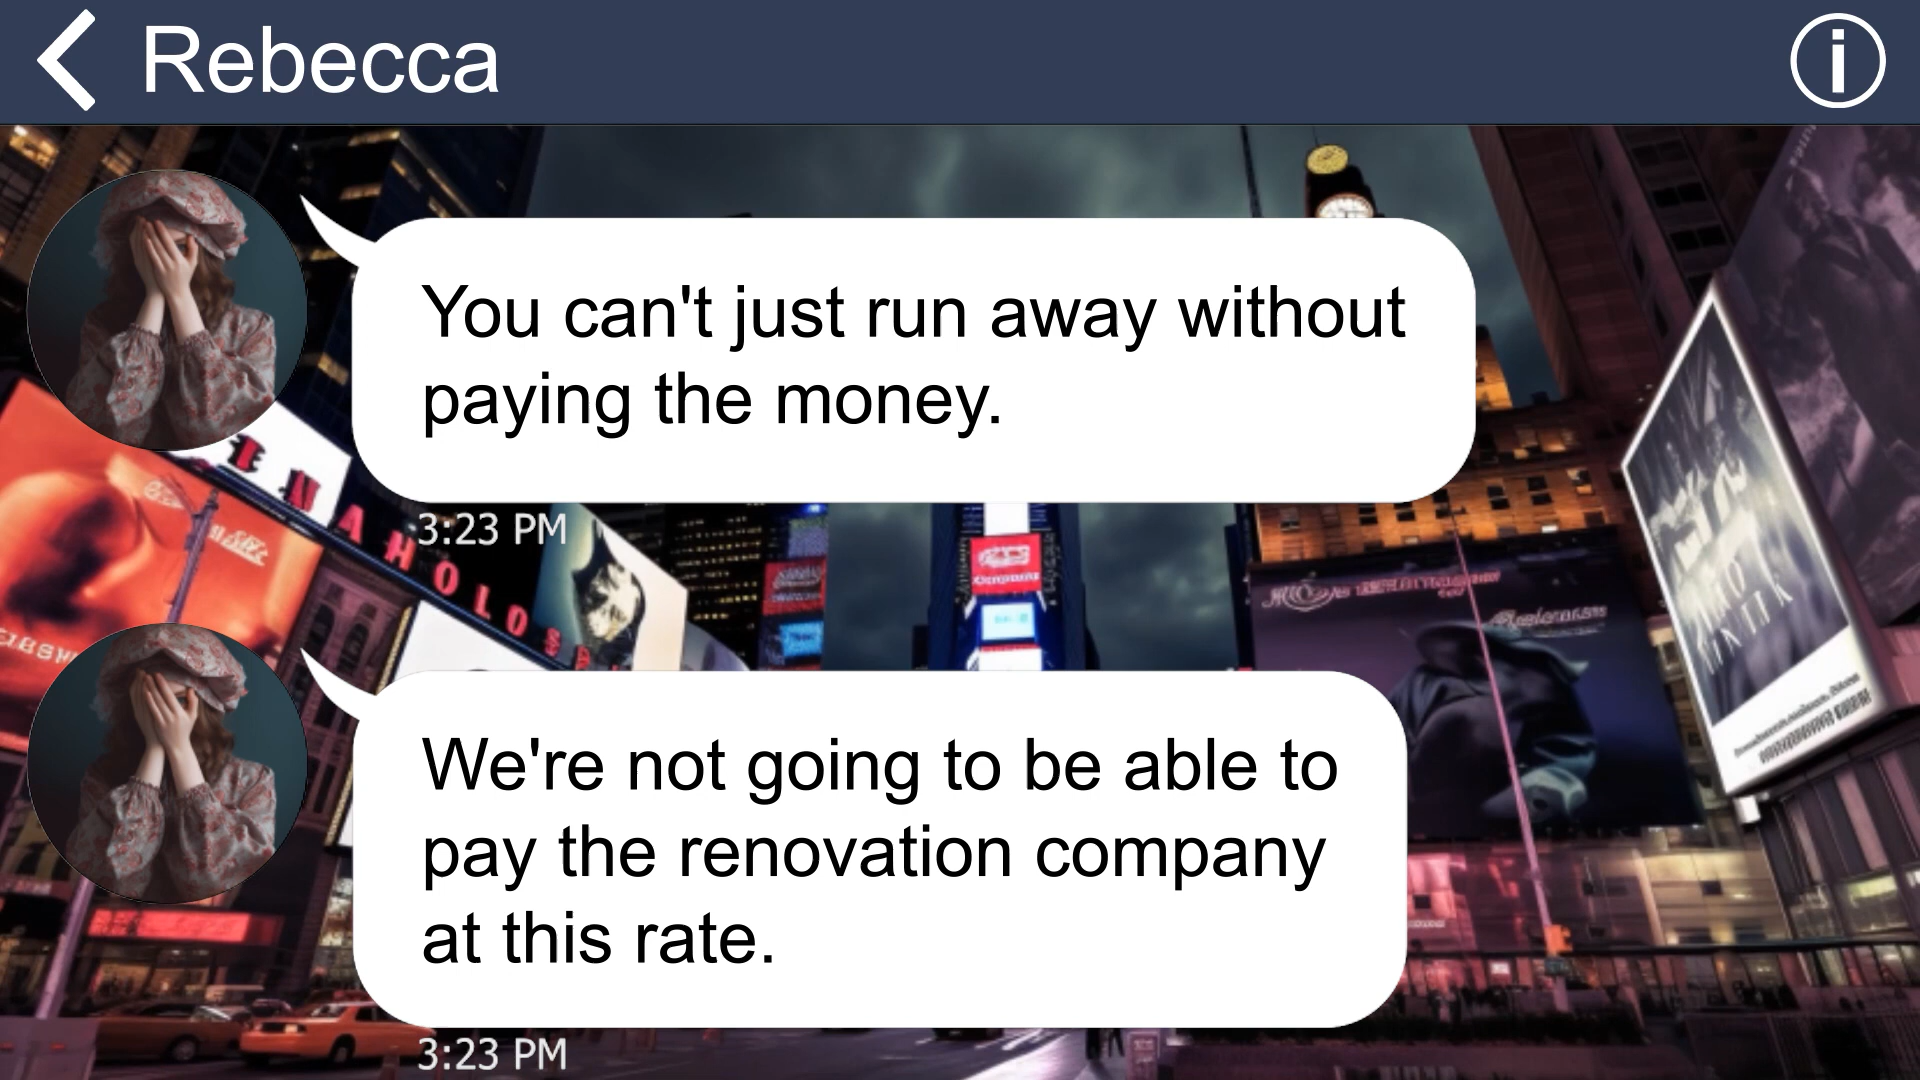 Rebecca
You can't just run away without
paying the money.
3:23 PM
We're not going to be able to
pay the renovation company
at this rate.
3:23 PM